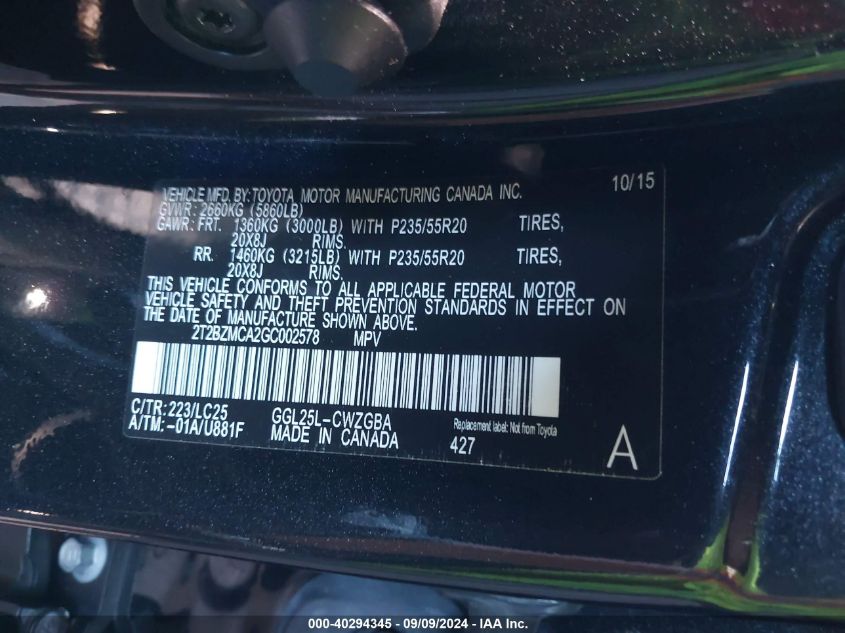 VEHICLE MFD BY: TOYOTA MOTOR MANUFACTURING CANADA INC. 10/15
GVWR: 2660KG (5860LB)
GAWR: FRT. 1360KG (3000LB) WITH P235/55R20 TIRES,
20X8J RIMS.
RR. 1460KG (3215LB) WITH P235/55R20 TIRES,
20X8J RIMS.
THIS VEHICLE CONFORMS TO ALL APPLICABLE FEDERAL MOTOR
VEHICLE SAFETY AND THEFT PREVENTION STANDARDS IN EFFECT ON
THE DATE OF MANUFACTURE SHOWN ABOVE.
2T2BZMCA2GC002578 MPV
C/TR: 223/LC25 GGL25L-CWZGBA Replacement label: Not from Toyota
A/TM: -01A/U881F MADE IN CANADA 427 A
000-40294345 - 09/09/2024 - IAA Inc.